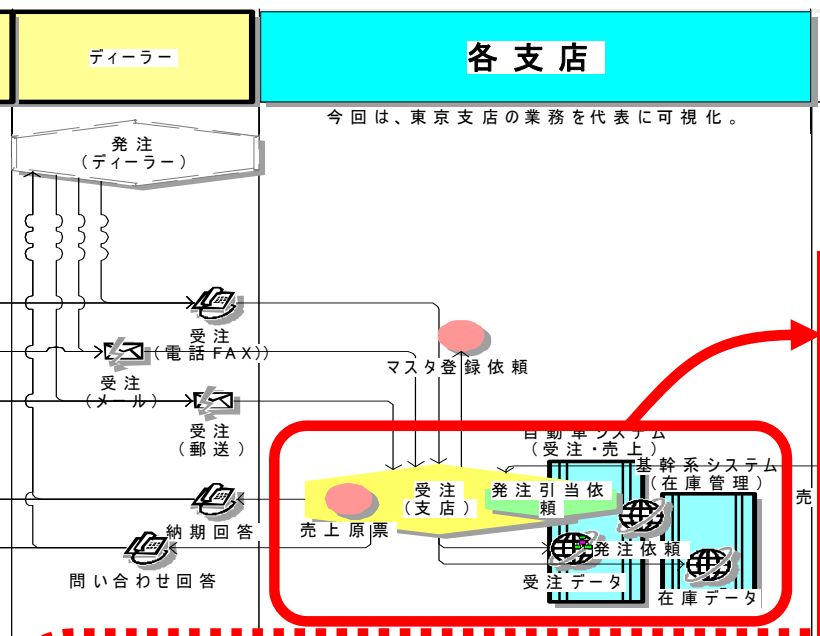 ディーラー
各支店
今回は、東京支店の業務を代表に可視化。
発注
(ディーラー)
受注
(電話FAX))
マスタ登録依頼
受注
(メール)
受注
(郵送)
自動車システム
(受注・売上)
基幹系システム
(在庫管理)
受注
(支店)
発注引当依
頼
売
売上原票
納期回答
発注依頼
問い合わせ回答
受注データ
在庫データ